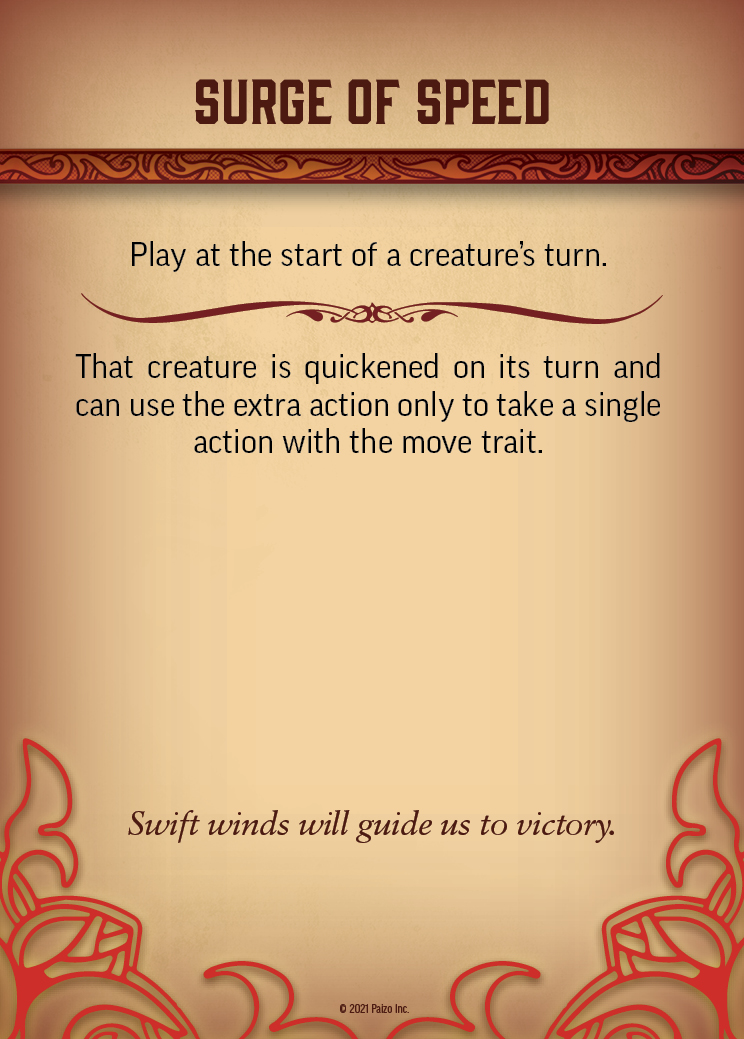 SURGE OF SPEED
Play at the start of a creature’s turn.
That creature is quickened on its turn and
can use the extra action only to take a single
action with the move trait.
Swift winds will guide us to victory.
© 2021 Paizo Inc.